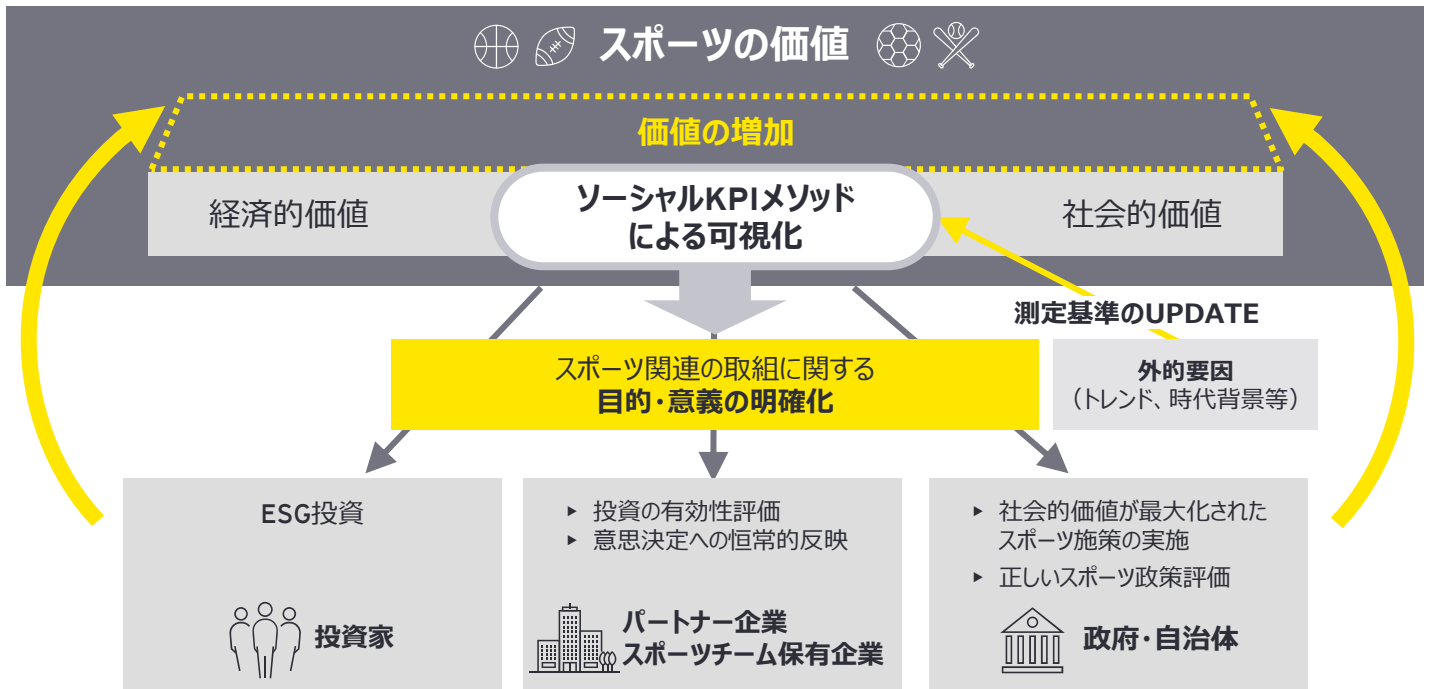 スポーツの価値
価値の増加
経済的価値
ソーシャルKPIメソッド
による可視化
社会的価値
測定基準のUPDATE
スポーツ関連の取組に関する
目的・意義の明確化
外的要因
（トレンド、時代背景等）
ESG投資
投資家
▶ 投資の有効性評価
▶ 意思決定への恒常的反映
パートナー企業
スポーツチーム保有企業
▶ 社会的価値が最大化された
スポーツ施策の実施
▶ 正しいスポーツ政策評価
政府・自治体